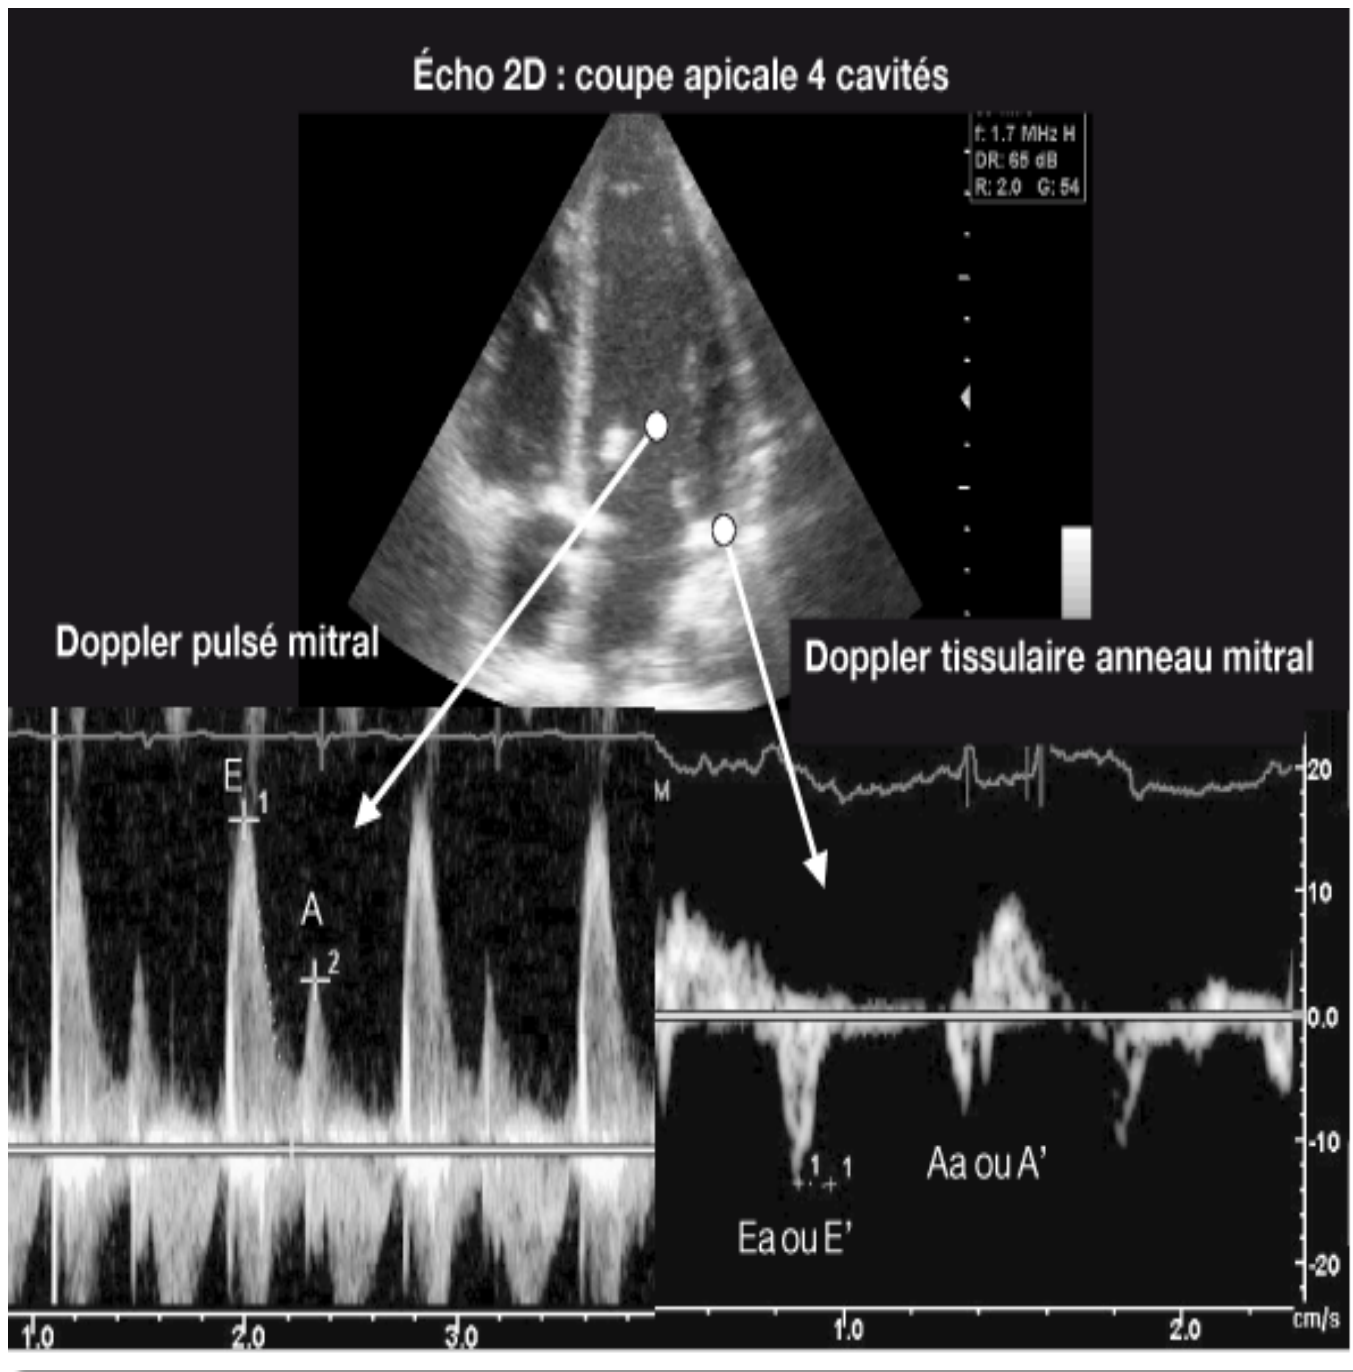 Écho 2D : coupe apicale 4 cavités
f: 1.7 MHz H
DR: 65 dB
R: 2.0 G: 54
Doppler pulsé mitral
Doppler tissulaire anneau mitral
E
1
A
2
M
20
10
0.0
-10
-20
cm/s
1 1
Aa ou A’
Ea ou E’
1.0 2.0 3.0
1.0 2.0